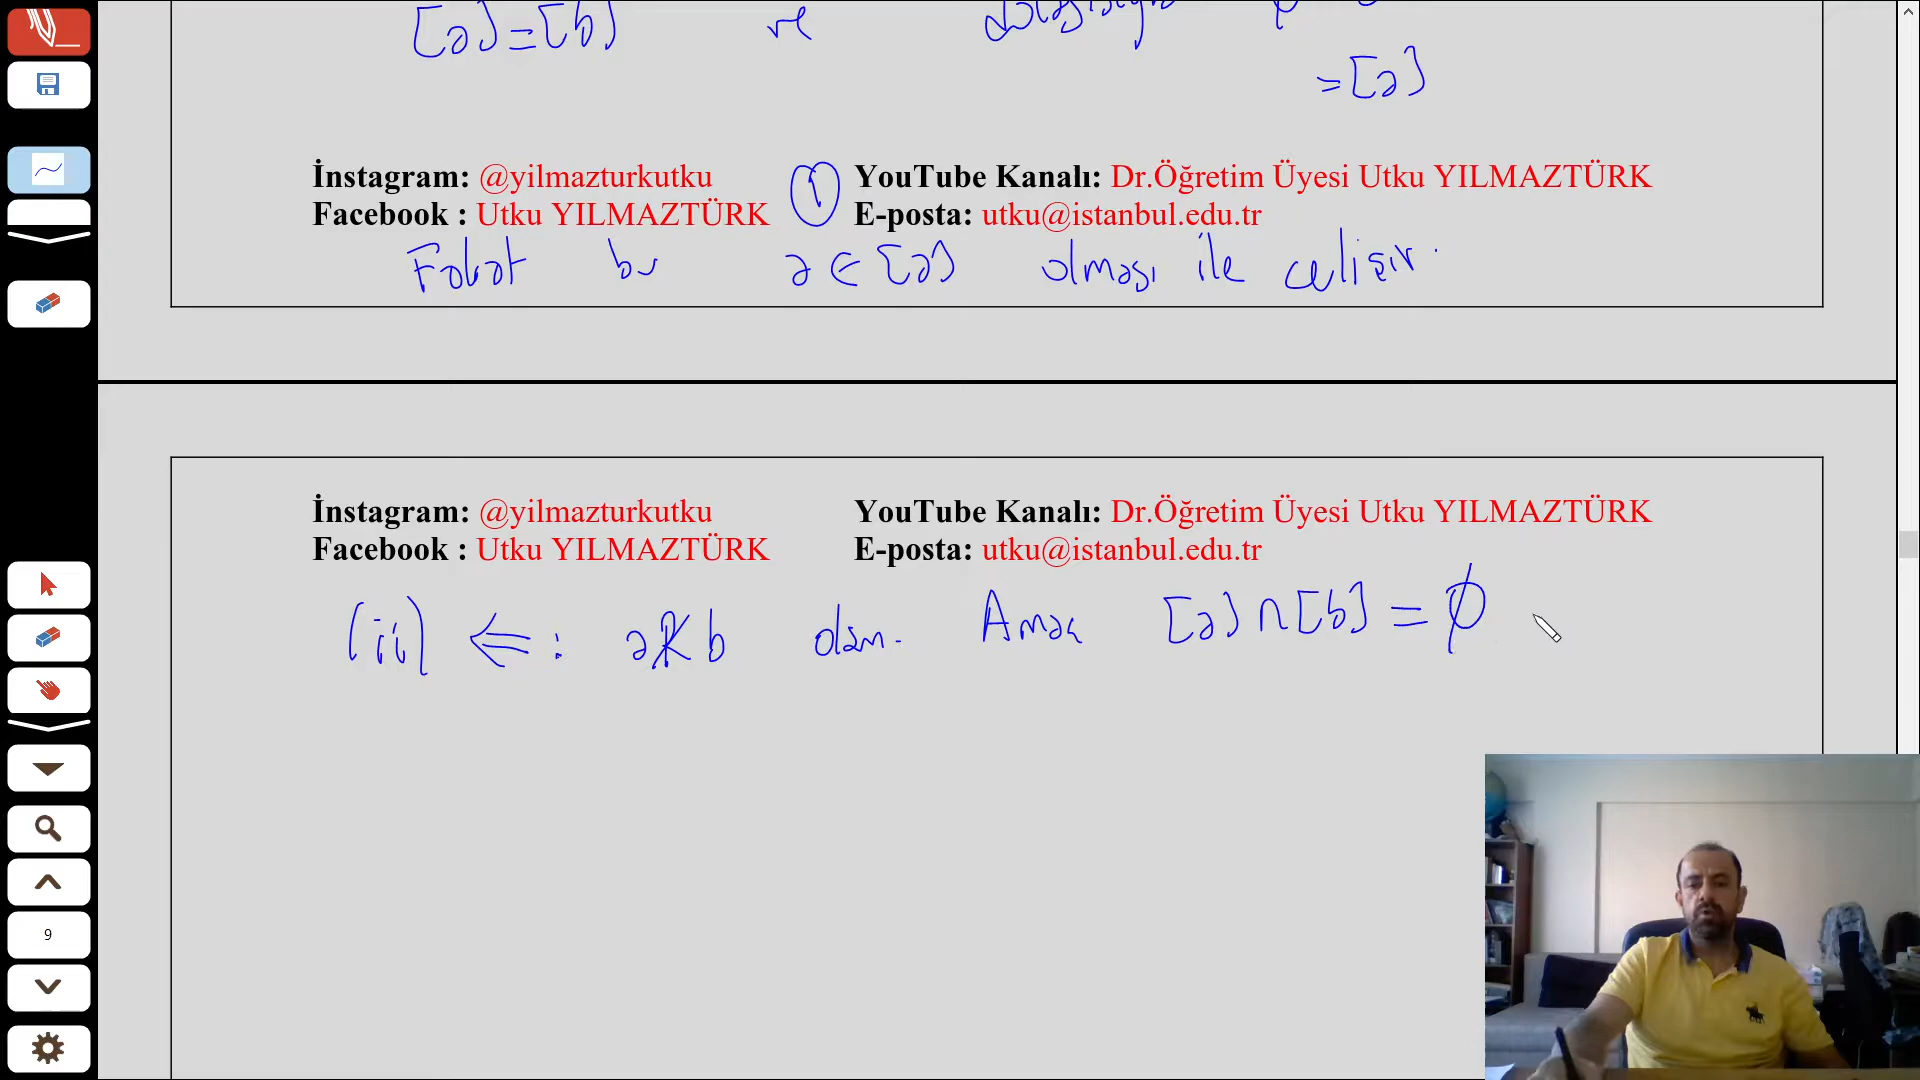 [a]=[b] ve
=[a]
İnstagram: @yilmazturkutku YouTube Kanalı: Dr.Öğretim Üyesi Utku YILMAZTÜRK
Facebook : Utku YILMAZTÜRK 1 E-posta: utku@istanbul.edu.tr
Fakat bu a ∈ [a] olması ile çelişir.
İnstagram: @yilmazturkutku YouTube Kanalı: Dr.Öğretim Üyesi Utku YILMAZTÜRK
Facebook : Utku YILMAZTÜRK E-posta: utku@istanbul.edu.tr
(ii) ⇐: a R̸ b olsun. Amaç [a] ∩ [b] = ∅
9